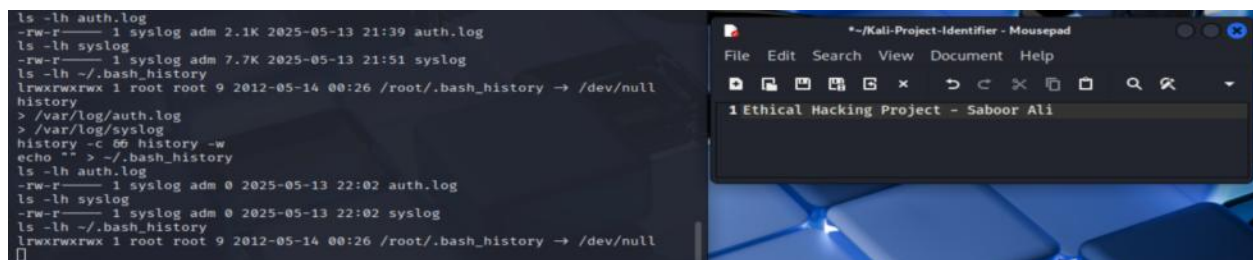 ls -lh auth.log
-rw-r----- 1 syslog adm 2.1K 2025-05-13 21:39 auth.log
ls -lh syslog
-rw-r----- 1 syslog adm 7.7K 2025-05-13 21:51 syslog
ls -lh ~/.bash_history
lrwxrwxrwx 1 root root 9 2012-05-14 00:26 /root/.bash_history → /dev/null
history
> /var/log/auth.log
> /var/log/syslog
history -c && history -w
echo "" > ~/.bash_history
ls -lh auth.log
-rw-r----- 1 syslog adm 0 2025-05-13 22:02 auth.log
ls -lh syslog
-rw-r----- 1 syslog adm 0 2025-05-13 22:02 syslog
ls -lh ~/.bash_history
lrwxrwxrwx 1 root root 9 2012-05-14 00:26 /root/.bash_history → /dev/null
*~/Kali-Project-Identifier - Mousepad
File Edit Search View Document Help
1 Ethical Hacking Project - Saboor Ali